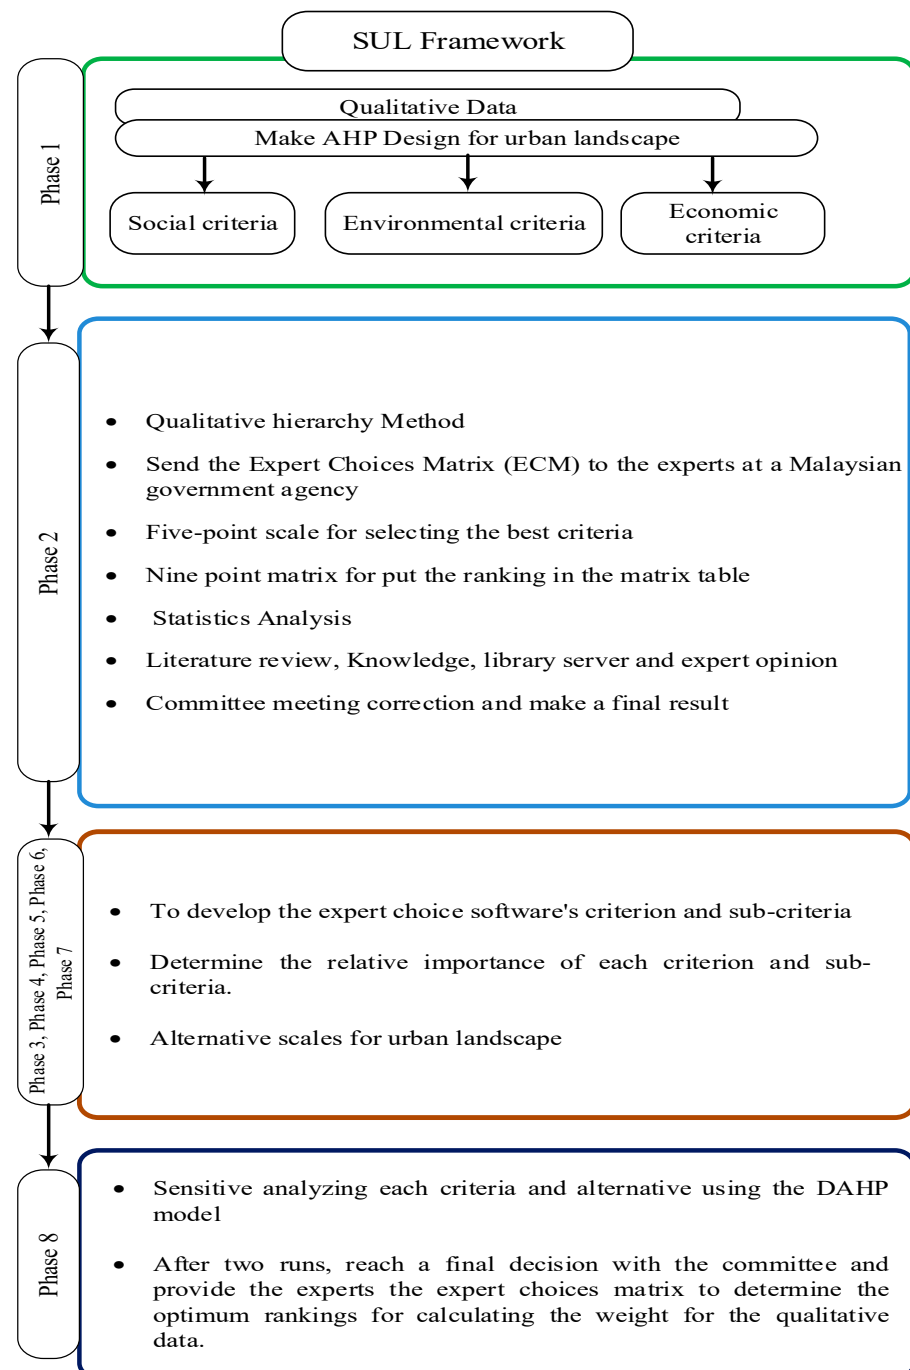 SUL Framework
Phase 1
Qualitative Data
Make AHP Design for urban landscape
Social criteria
Environmental criteria
Economic
criteria
Phase 2
• Qualitative hierarchy Method
• Send the Expert Choices Matrix (ECM) to the experts at a Malaysian
government agency
• Five-point scale for selecting the best criteria
• Nine point matrix for put the ranking in the matrix table
• Statistics Analysis
• Literature review, Knowledge, library server and expert opinion
• Committee meeting correction and make a final result
Phase 3, Phase 4, Phase 5, Phase 6,
Phase 7
• To develop the expert choice software's criterion and sub-criteria
• Determine the relative importance of each criterion and sub-
criteria.
• Alternative scales for urban landscape
Phase 8
• Sensitive analyzing each criteria and alternative using the DAHP
model
• After two runs, reach a final decision with the committee and
provide the experts the expert choices matrix to determine the
optimum rankings for calculating the weight for the qualitative
data.